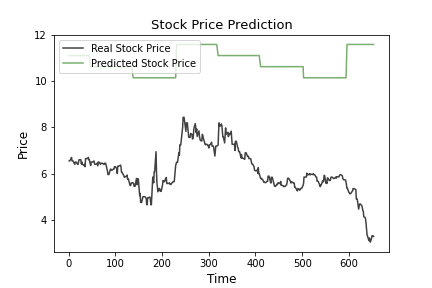 Stock Price Prediction
Real Stock Price
Predicted Stock Price
12
10
8
6
4
Price
0 100 200 300 400 500 600
Time